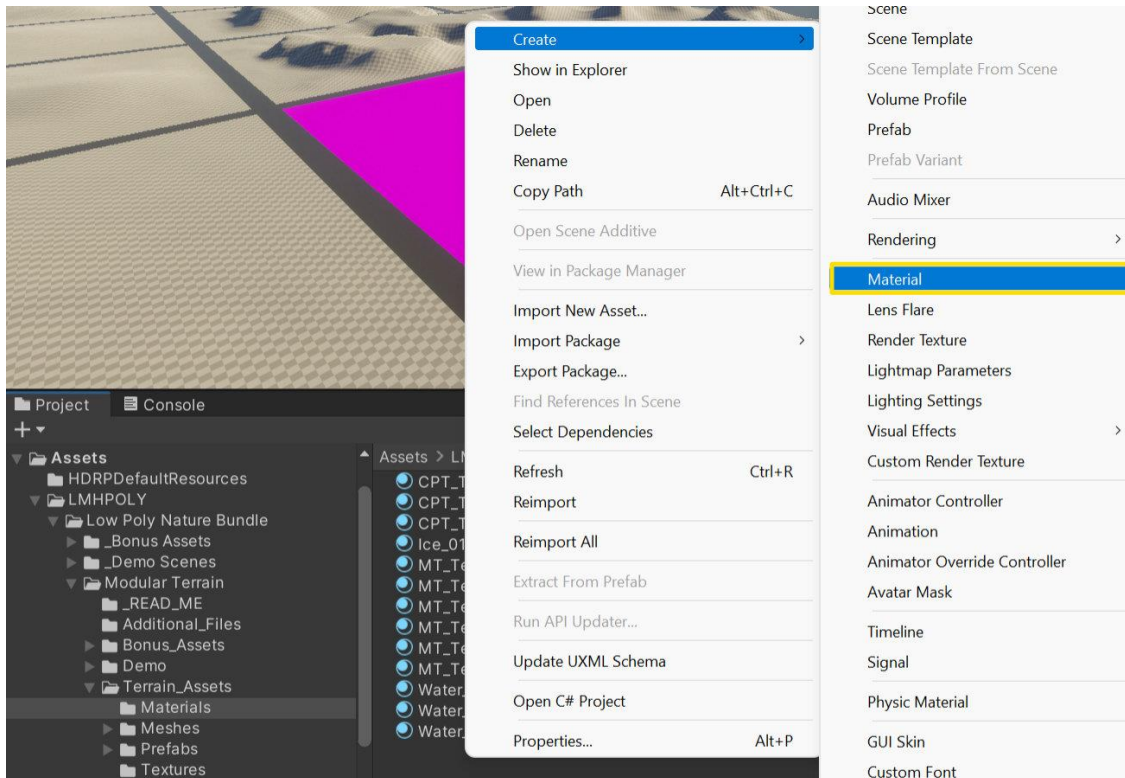 Create
Show in Explorer
Open
Delete
Rename
Copy Path Alt+Ctrl+C
Open Scene Additive
View in Package Manager
Import New Asset...
Import Package
Export Package...
Find References In Scene
Select Dependencies
Refresh Ctrl+R
Reimport
Reimport All
Extract From Prefab
Run API Updater...
Update UXML Schema
Open C# Project
Properties... Alt+P
Scene
Scene Template
Scene Template From Scene
Volume Profile
Prefab
Prefab Variant
Audio Mixer
Rendering
Material
Lens Flare
Render Texture
Lightmap Parameters
Lighting Settings
Visual Effects
Custom Render Texture
Animator Controller
Animation
Animator Override Controller
Avatar Mask
Timeline
Signal
Physic Material
GUI Skin
Custom Font
Project Console
Assets
HDRPDefaultResources
LMHPOLY
Low Poly Nature Bundle
_Bonus Assets
_Demo Scenes
Modular Terrain
_READ_ME
Additional_Files
Bonus_Assets
Demo
Terrain_Assets
Materials
Meshes
Prefabs
Textures
Assets >
CPT_T
CPT_T
CPT_T
Ice_01
MT_Te
MT_Te
MT_Te
MT_Te
MT_Te
MT_Te
Water_
Water_
Water_